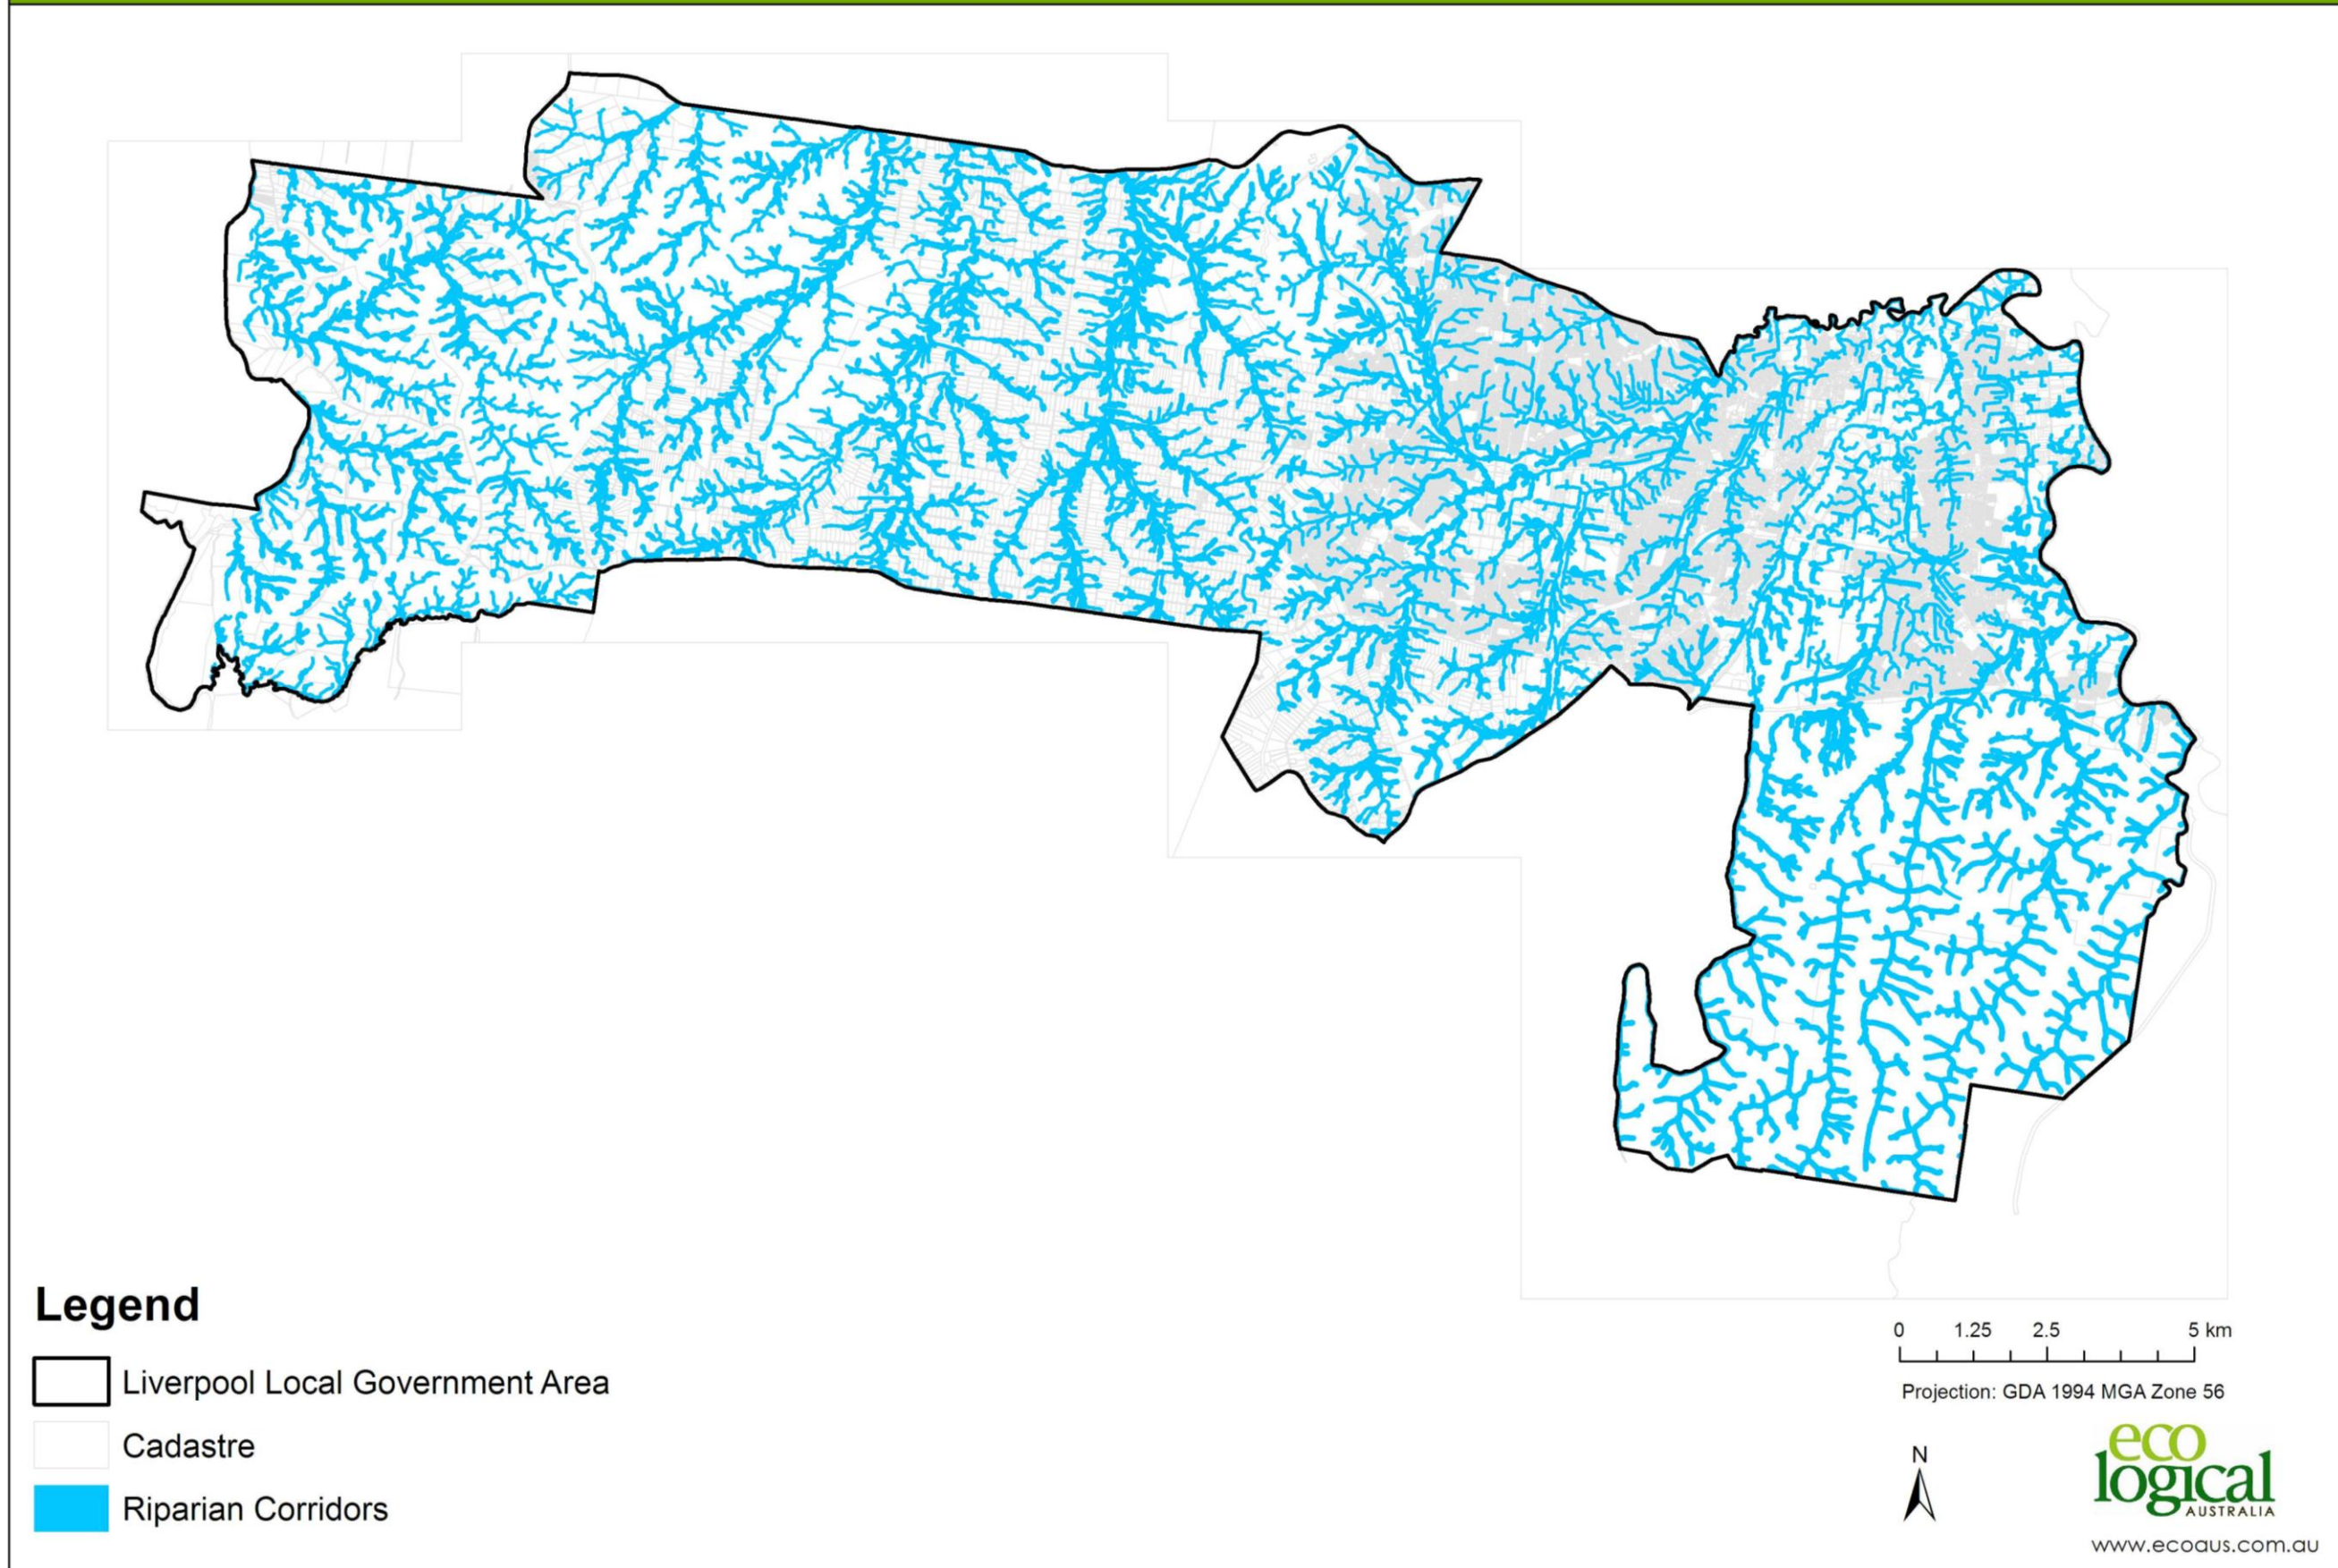 Legend
Liverpool Local Government Area
Cadastre
Riparian Corridors
0 1.25 2.5 5 km
Projection: GDA 1994 MGA Zone 56
N
eco
logical
AUSTRALIA
www.ecoaus.com.au